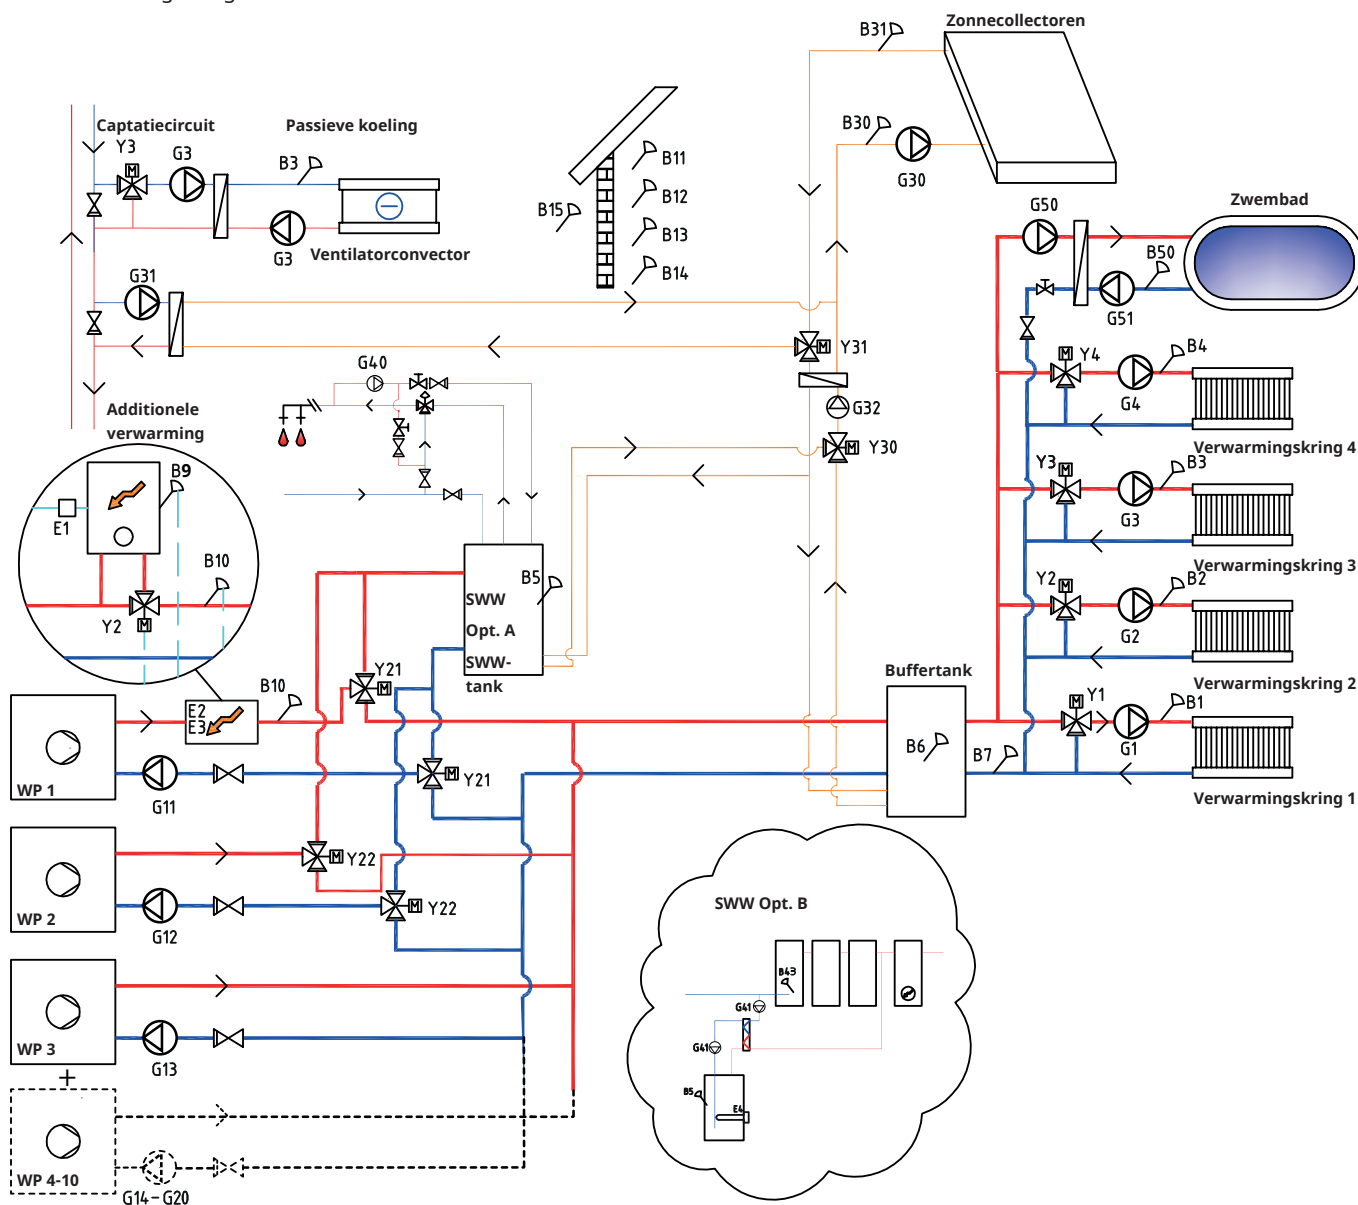 Zonnecollectoren
B31
B30
G30
Captatiecircuit
Passieve koeling
Y3
G3
B3
G3
Ventilatorconvector
B11
B12
B13
B14
B15
G31
Zwembad
G50
B50
G51
Y31
G32
Y30
G40
Y4
B4
G4
Verwarmingskring 4
Y3
B3
G3
Verwarmingskring 3
Y2
B2
G2
Verwarmingskring 2
Y1
B1
G1
Verwarmingskring 1
Additionele
verwarming
B9
E1
B10
Y2
M
SWW
Opt. A
SWW-
tank
B5
Buffertank
B6
B7
E2
E3
B10
Y21
Y21
WP 1
G11
Y22
Y22
WP 2
G12
WP 3
G13
+
WP 4-10
G14-G20
SWW Opt. B
B43
G41
G41
B5
E4